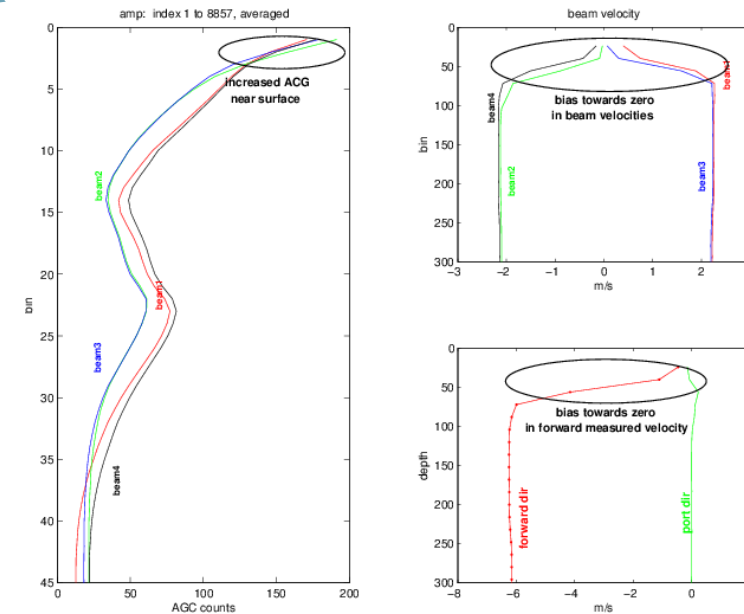 amp: index 1 to 8857, averaged
0
5
10
15
20
25
30
35
40
45
bin
0
50
100
150
200
AGC counts
increased ACG
near surface
beam2
beam1
beam3
beam4
beam velocity
0
50
100
150
200
250
300
bin
−3
−2
−1
0
1
2
m/s
bias towards zero
in beam velocities
beam4
beam2
beam3
beam1
0
50
100
150
200
250
300
depth
−8
−6
−4
−2
0
m/s
bias towards zero
in forward measured velocity
forward dir
port dir